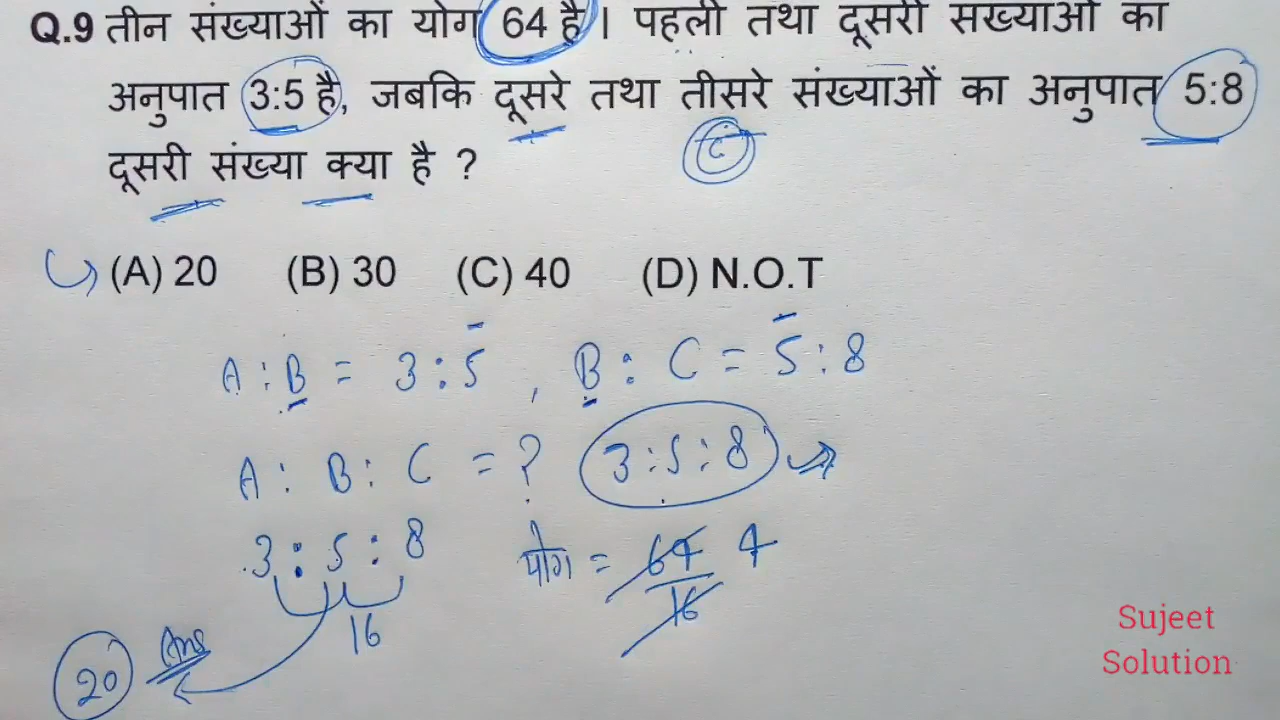 Q.9 तीन संख्याओं का योग 64 है । पहली तथा दूसरी सख्याओ का
अनुपात 3:5 है, जबकि दूसरे तथा तीसरे संख्याओं का अनुपात 5:8
दूसरी संख्या क्या है ?
(A) 20 (B) 30 (C) 40 (D) N.O.T
A : B = 3:5 , B : C = 5:8
A : B : C = ? 3:5:8
3 : 5 : 8 योग = 64/16 4
16
20 Ans
Sujeet
Solution